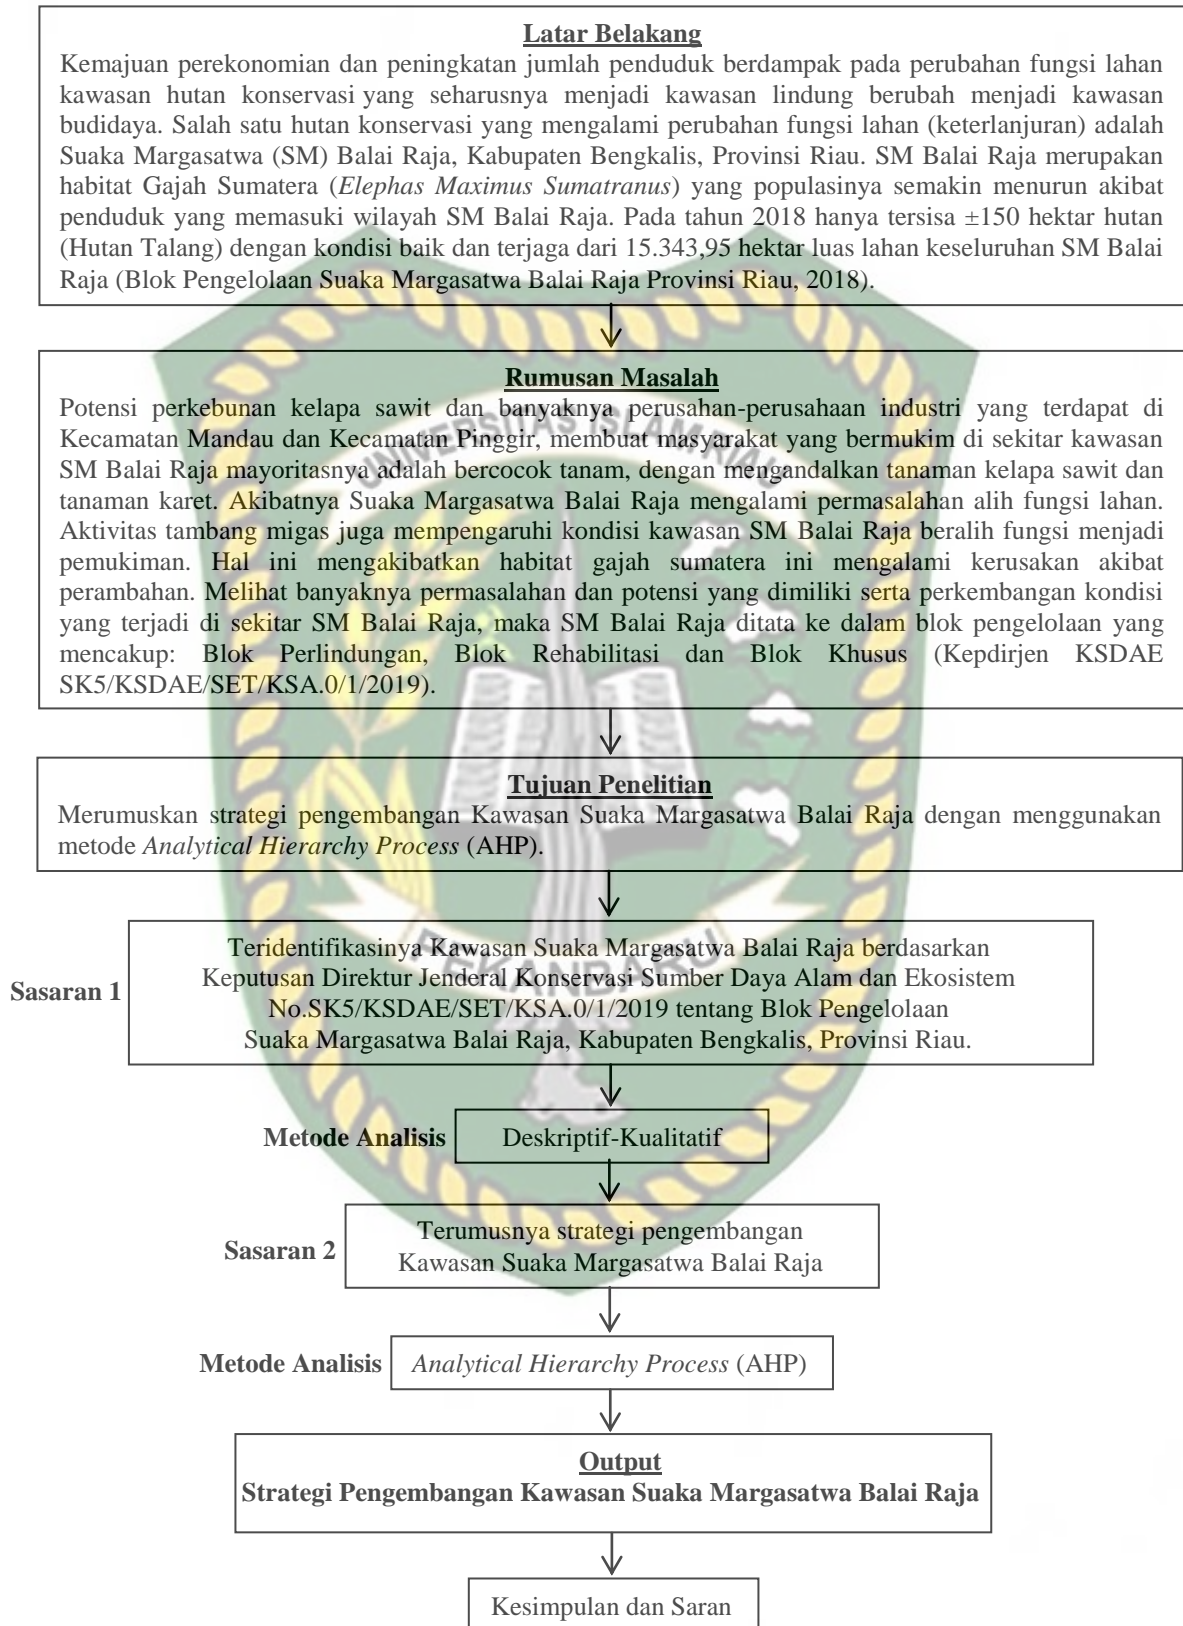 Latar Belakang
Kemajuan perekonomian dan peningkatan jumlah penduduk berdampak pada perubahan fungsi lahan
kawasan hutan konservasi yang seharusnya menjadi kawasan lindung berubah menjadi kawasan
budidaya. Salah satu hutan konservasi yang mengalami perubahan fungsi lahan (keterlanjuran) adalah
Suaka Margasatwa (SM) Balai Raja, Kabupaten Bengkalis, Provinsi Riau. SM Balai Raja merupakan
habitat Gajah Sumatera (Elephas Maximus Sumatranus) yang populasinya semakin menurun akibat
penduduk yang memasuki wilayah SM Balai Raja. Pada tahun 2018 hanya tersisa ±150 hektar hutan
(Hutan Talang) dengan kondisi baik dan terjaga dari 15.343,95 hektar luas lahan keseluruhan SM Balai
Raja (Blok Pengelolaan Suaka Margasatwa Balai Raja Provinsi Riau, 2018).
Rumusan Masalah
Potensi perkebunan kelapa sawit dan banyaknya perusahan-perusahaan industri yang terdapat di
Kecamatan Mandau dan Kecamatan Pinggir, membuat masyarakat yang bermukim di sekitar kawasan
SM Balai Raja mayoritasnya adalah bercocok tanam, dengan mengandalkan tanaman kelapa sawit dan
tanaman karet. Akibatnya Suaka Margasatwa Balai Raja mengalami permasalahan alih fungsi lahan.
Aktivitas tambang migas juga mempengaruhi kondisi kawasan SM Balai Raja beralih fungsi menjadi
pemukiman. Hal ini mengakibatkan habitat gajah sumatera ini mengalami kerusakan akibat
perambahan. Melihat banyaknya permasalahan dan potensi yang dimiliki serta perkembangan kondisi
yang terjadi di sekitar SM Balai Raja, maka SM Balai Raja ditata ke dalam blok pengelolaan yang
mencakup: Blok Perlindungan, Blok Rehabilitasi dan Blok Khusus (Kepdirjen KSDAE
SK5/KSDAE/SET/KSA.0/1/2019).
UNIVERSITAS ISLAM RIAU
Tujuan Penelitian
Merumuskan strategi pengembangan Kawasan Suaka Margasatwa Balai Raja dengan menggunakan
metode Analytical Hierarchy Process (AHP).
Sasaran 1
Teridentifikasinya Kawasan Suaka Margasatwa Balai Raja berdasarkan
Keputusan Direktur Jenderal Konservasi Sumber Daya Alam dan Ekosistem
No.SK5/KSDAE/SET/KSA.0/1/2019 tentang Blok Pengelolaan
Suaka Margasatwa Balai Raja, Kabupaten Bengkalis, Provinsi Riau.
PEKANBARU
Metode Analisis
Deskriptif-Kualitatif
Sasaran 2
Terumusnya strategi pengembangan
Kawasan Suaka Margasatwa Balai Raja
Metode Analisis
Analytical Hierarchy Process (AHP)
Output
Strategi Pengembangan Kawasan Suaka Margasatwa Balai Raja
Kesimpulan dan Saran